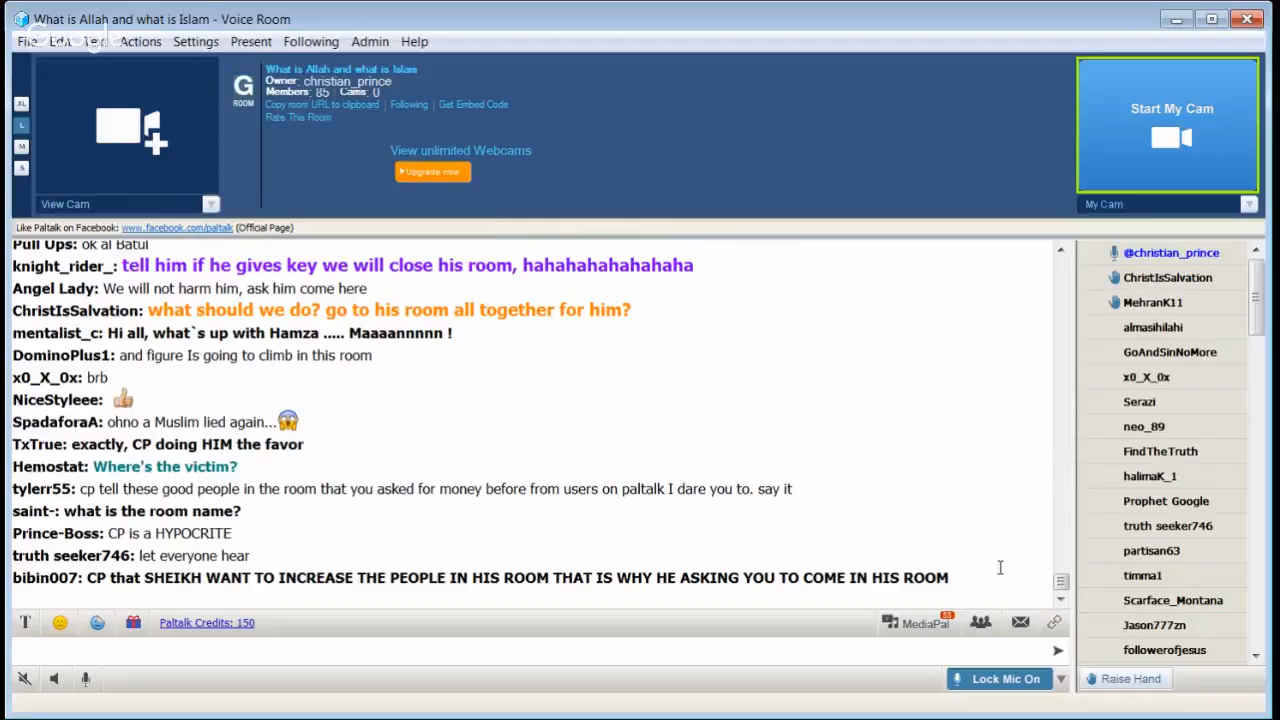 What is Allah and what is Islam - Voice Room
Google
File Edit Text Actions Settings Present Following Admin Help
XL
L
M
S
View Cam
G
ROOM
What is Allah and what is Islam
Owner: christian_prince
Members: 85 Cams: 0
Copy room URL to clipboard | Following | Get Embed Code
Rate This Room
View unlimited Webcams
Upgrade now
Start My Cam
My Cam
Like Paltalk on Facebook: www.facebook.com/paltalk (Official Page)
Pull Ups: ok al Batul
knight_rider_: tell him if he gives key we will close his room, hahahahahahahaha
Angel Lady: We will not harm him, ask him come here
ChristIsSalvation: what should we do? go to his room all together for him?
mentalist_c: Hi all, what`s up with Hamza ..... Maaaannnnn !
DominoPlus1: and figure Is going to climb in this room
x0_X_0x: brb
NiceStyleee:
SpadaforaA: ohno a Muslim lied again...
TxTrue: exactly, CP doing HIM the favor
Hemostat: Where's the victim?
tylerr55: cp tell these good people in the room that you asked for money before from users on paltalk I dare you to. say it
saint-: what is the room name?
Prince-Boss: CP is a HYPOCRITE
truth seeker746: let everyone hear
bibin007: CP that SHEIKH WANT TO INCREASE THE PEOPLE IN HIS ROOM THAT IS WHY HE ASKING YOU TO COME IN HIS ROOM
@christian_prince
ChristIsSalvation
MehranK11
almasihilahi
GoAndSinNoMore
x0_X_0x
Serazi
neo_89
FindTheTruth
halimaK_1
Prophet Google
truth seeker746
partisan63
timma1
Scarface_Montana
Jason777zn
followerofjesus
T
Paltalk Credits: 150
MediaPal
53
Lock Mic On
Raise Hand